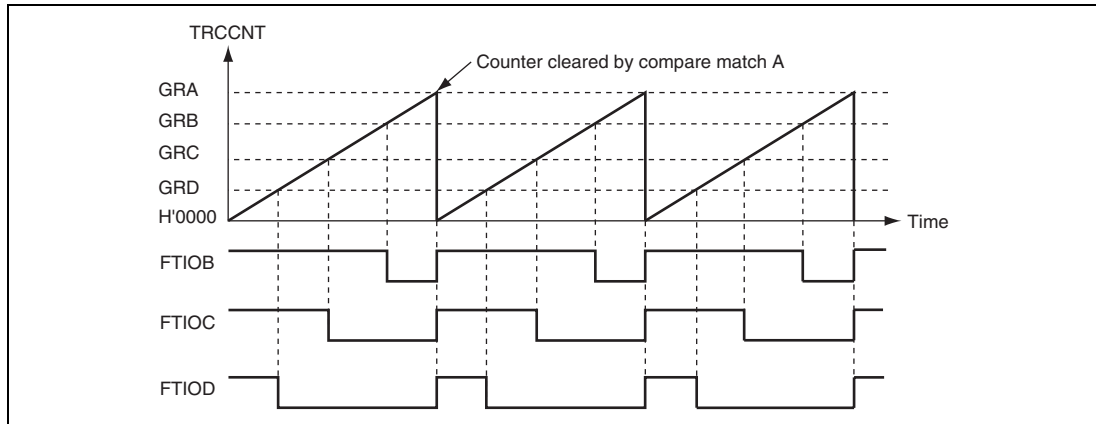 TRCCNT
Counter cleared by compare match A
GRA
GRB
GRC
GRD
H'0000
Time
FTIOB
FTIOC
FTIOD